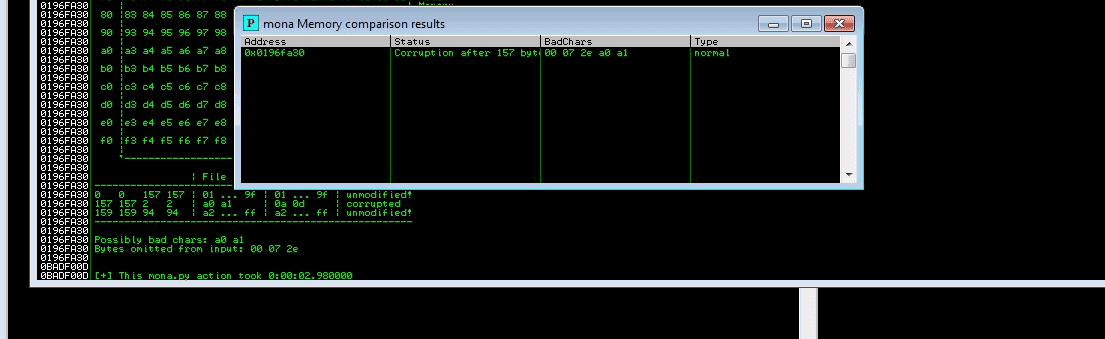 mona Memory comparison results
Address Status BadChars Type
0x0196fa30 Corruption after 157 byt 00 07 2e a0 a1 normal
0196FA30
0196FA30 80 |83 84 85 86 87 88
0196FA30
0196FA30 90 |93 94 95 96 97 98
0196FA30
0196FA30 a0 |a3 a4 a5 a6 a7 a8
0196FA30
0196FA30 b0 |b3 b4 b5 b6 b7 b8
0196FA30
0196FA30 c0 |c3 c4 c5 c6 c7 c8
0196FA30
0196FA30 d0 |d3 d4 d5 d6 d7 d8
0196FA30
0196FA30 e0 |e3 e4 e5 e6 e7 e8
0196FA30
0196FA30 f0 |f3 f4 f5 f6 f7 f8
0196FA30
0196FA30 `-------------------
0196FA30
0196FA30 | File
0196FA30 -----------------------------------------------------
0196FA30 0 0 157 157 | 01 ... 9f | 01 ... 9f | unmodified!
0196FA30 157 157 2 2 | a0 a1 | 0a 0d | corrupted
0196FA30 159 159 94 94 | a2 ... ff | a2 ... ff | unmodified!
0196FA30 -----------------------------------------------------
0196FA30
0196FA30 Possibly bad chars: a0 a1
0196FA30 Bytes omitted from input: 00 07 2e
0196FA30
0BADF00D
0BADF00D [+] This mona.py action took 0:00:02.980000